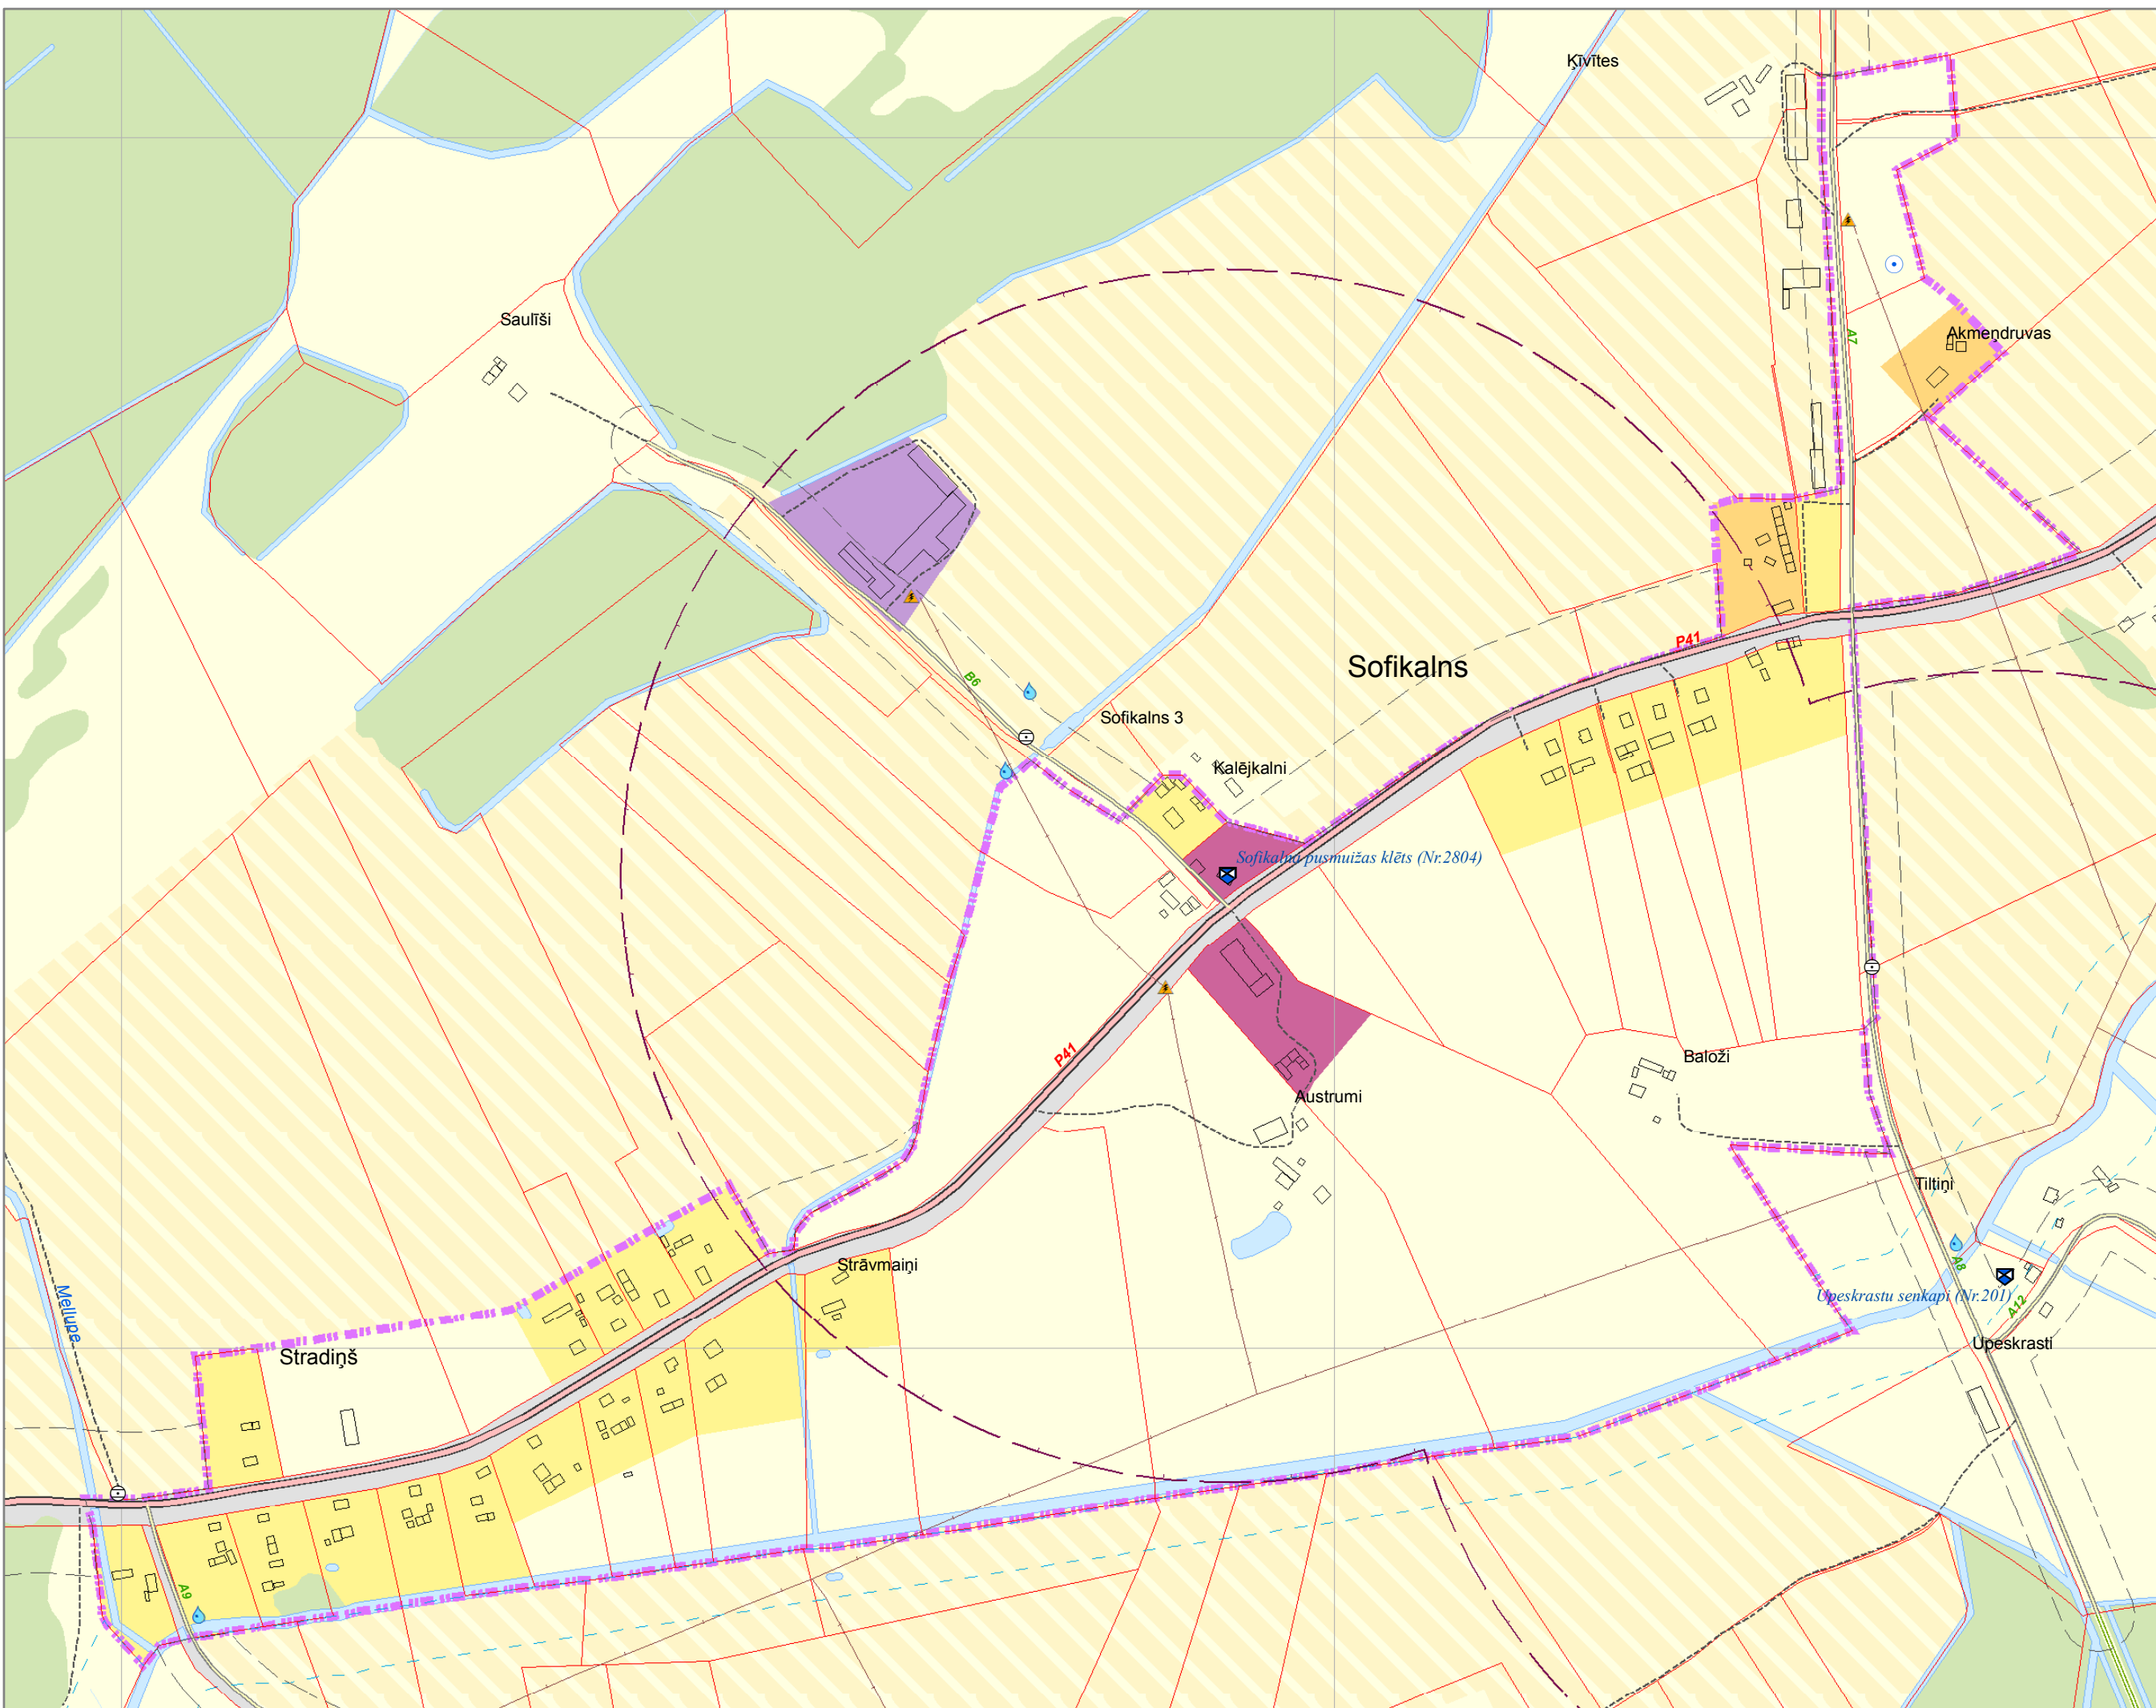 Ķīvītes
Saulīši
Akmeņdruvas
A7
P41
Sofikalns
B6
Sofikalns 3
Kalējkalni
Sofikalna pusmuižas klēts (Nr.2804)
P41
Baloži
Austrumi
Tiltiņi
Strāvmaiņi
A8
Mellupe
Upeskrastu senkapi (Nr.201)
A12
Upeskrasti
Stradiņš
A9